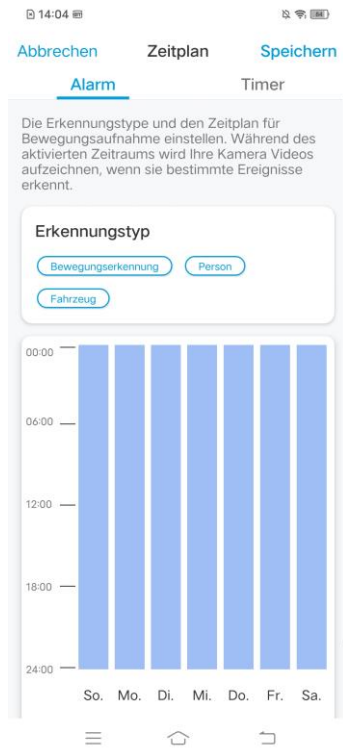 14:04
Abbrechen Zeitplan Speichern
Alarm Timer
Die Erkennungstype und den Zeitplan für
Bewegungsaufnahme einstellen. Während des
aktivierten Zeitraums wird Ihre Kamera Videos
aufzeichnen, wenn sie bestimmte Ereignisse
erkennt.
Erkennungstyp
Bewegungserkennung Person
Fahrzeug
00:00
06:00
12:00
18:00
24:00
So. Mo. Di. Mi. Do. Fr. Sa.